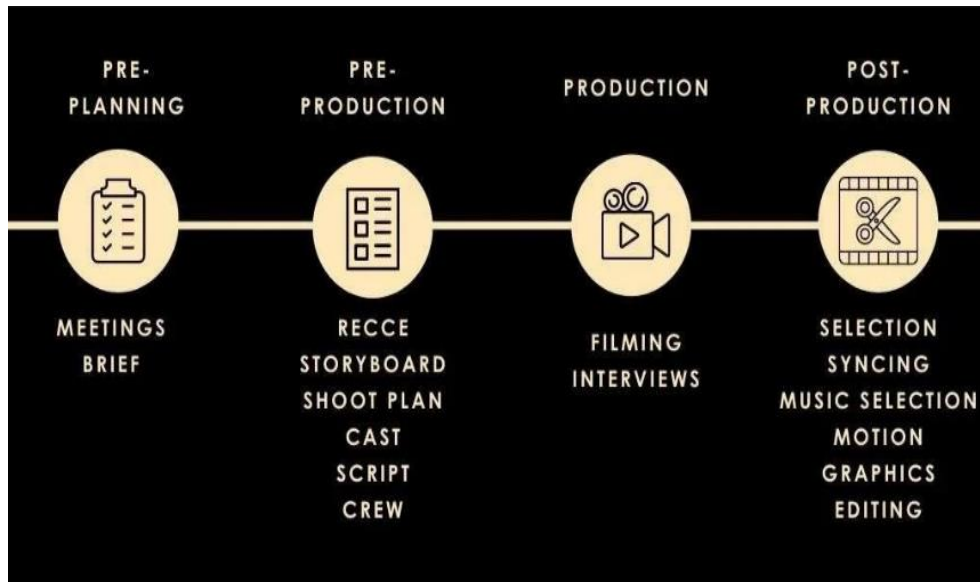 PRE-
PLANNING
MEETINGS
BRIEF
PRE-
PRODUCTION
RECCE
STORYBOARD
SHOOT PLAN
CAST
SCRIPT
CREW
PRODUCTION
FILMING
INTERVIEWS
POST-
PRODUCTION
SELECTION
SYNCING
MUSIC SELECTION
MOTION
GRAPHICS
EDITING